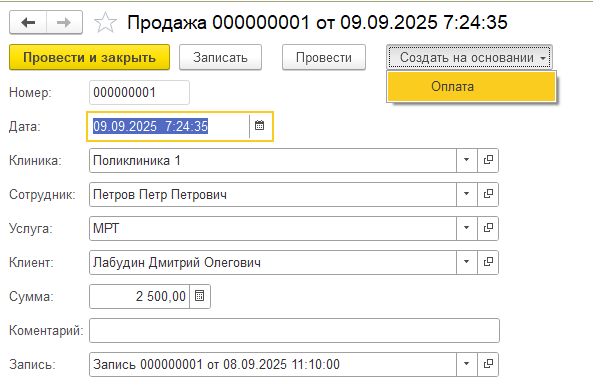 Продажа 000000001 от 09.09.2025 7:24:35
Провести и закрыть Записать Провести Создать на основании
Оплата
Номер: 000000001
Дата: 09.09.2025 7:24:35
Клиника: Поликлиника 1
Сотрудник: Петров Петр Петрович
Услуга: МРТ
Клиент: Лабудин Дмитрий Олегович
Сумма: 2 500,00
Коментарий:
Запись: Запись 000000001 от 08.09.2025 11:10:00